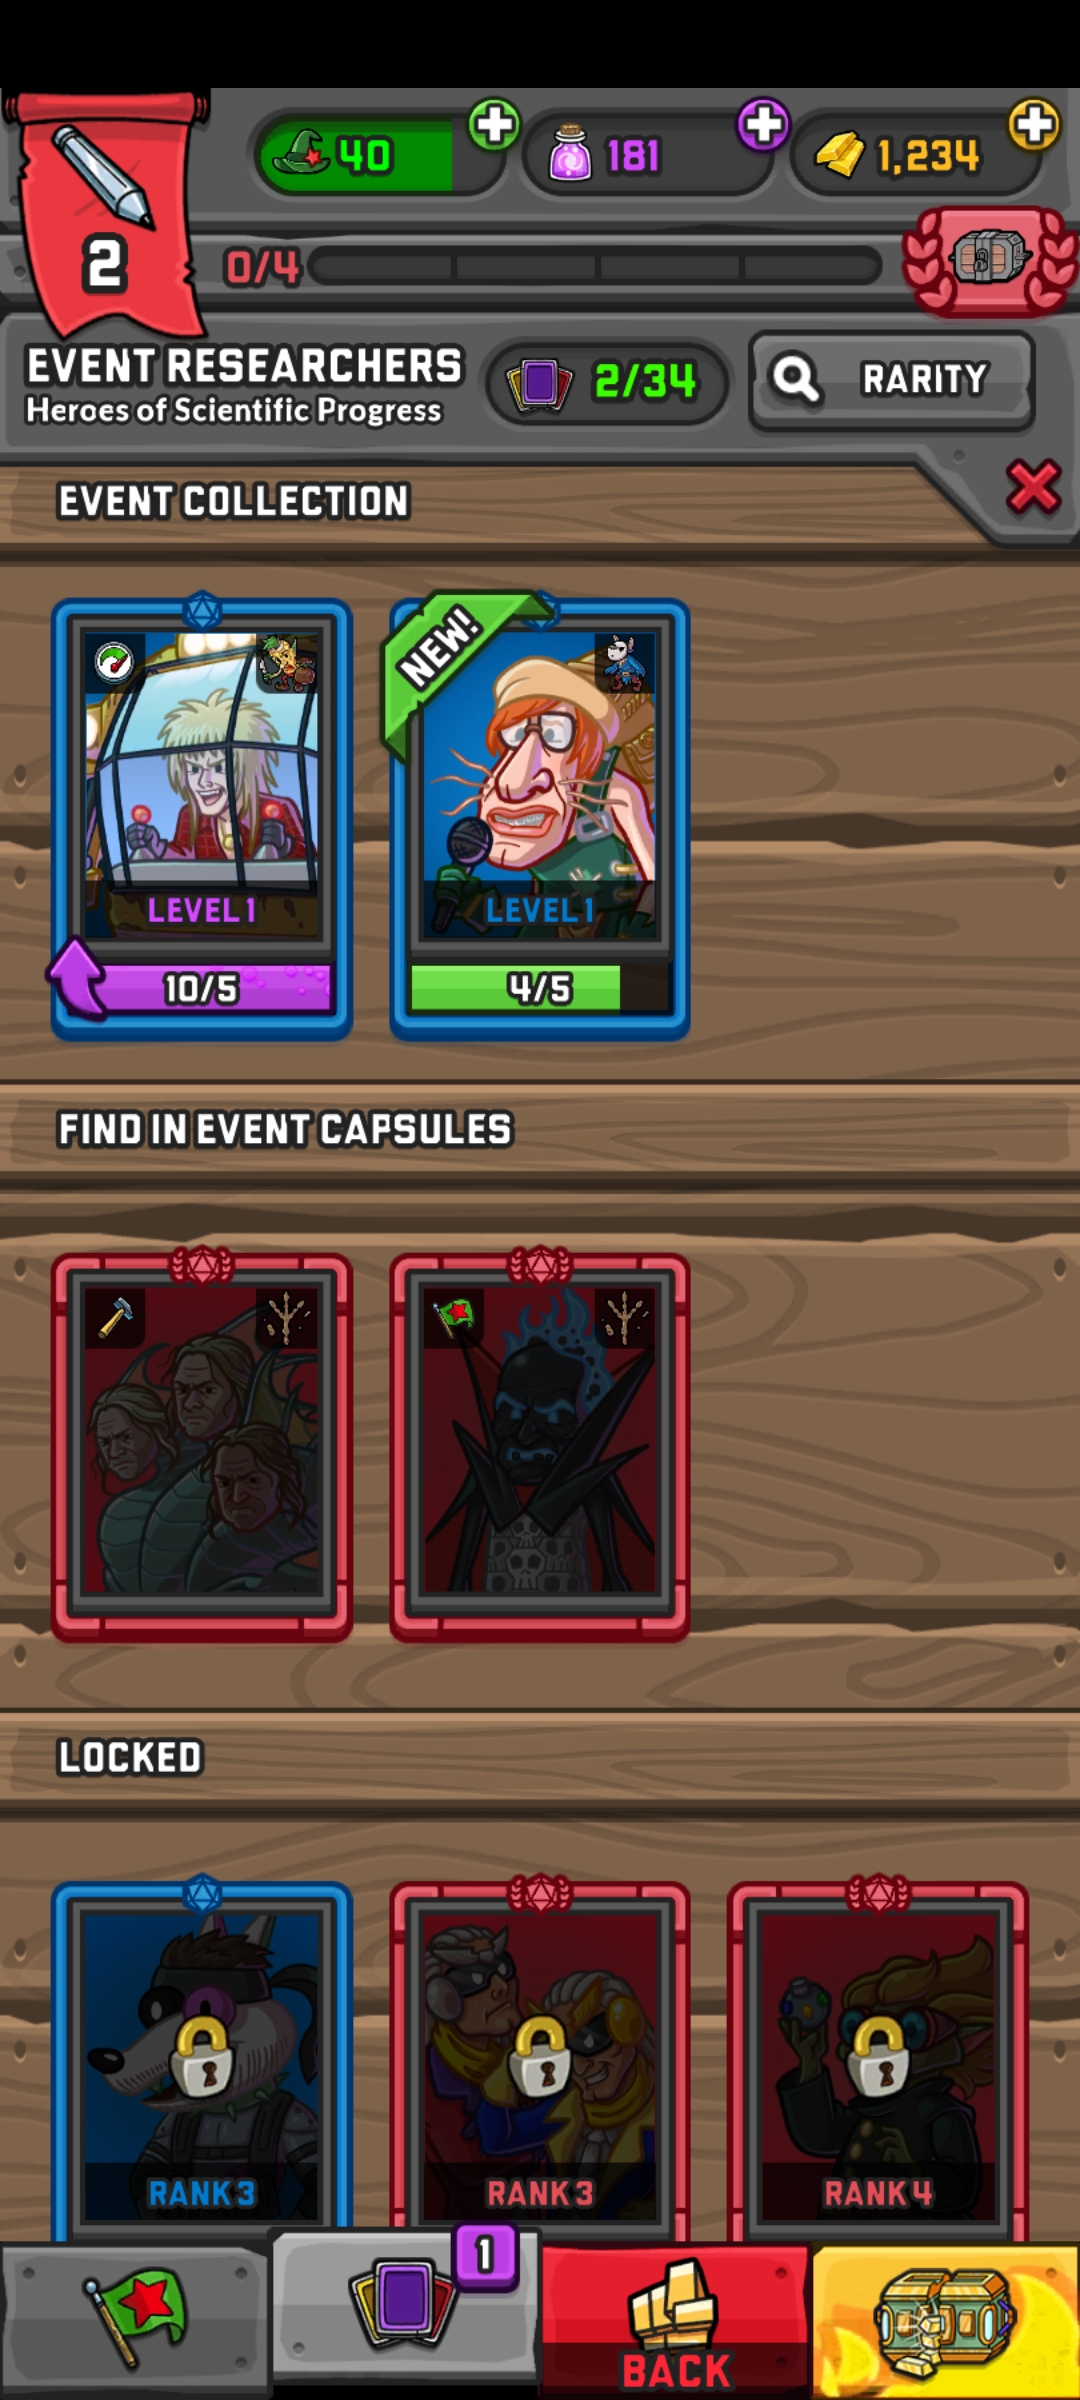 40
181
1,234
2
0/4
EVENT RESEARCHERS
Heroes of Scientific Progress
2/34
RARITY
EVENT COLLECTION
NEW!
LEVEL 1
LEVEL 1
10/5
4/5
FIND IN EVENT CAPSULES
LOCKED
RANK 3
RANK 3
RANK 4
1
BACK